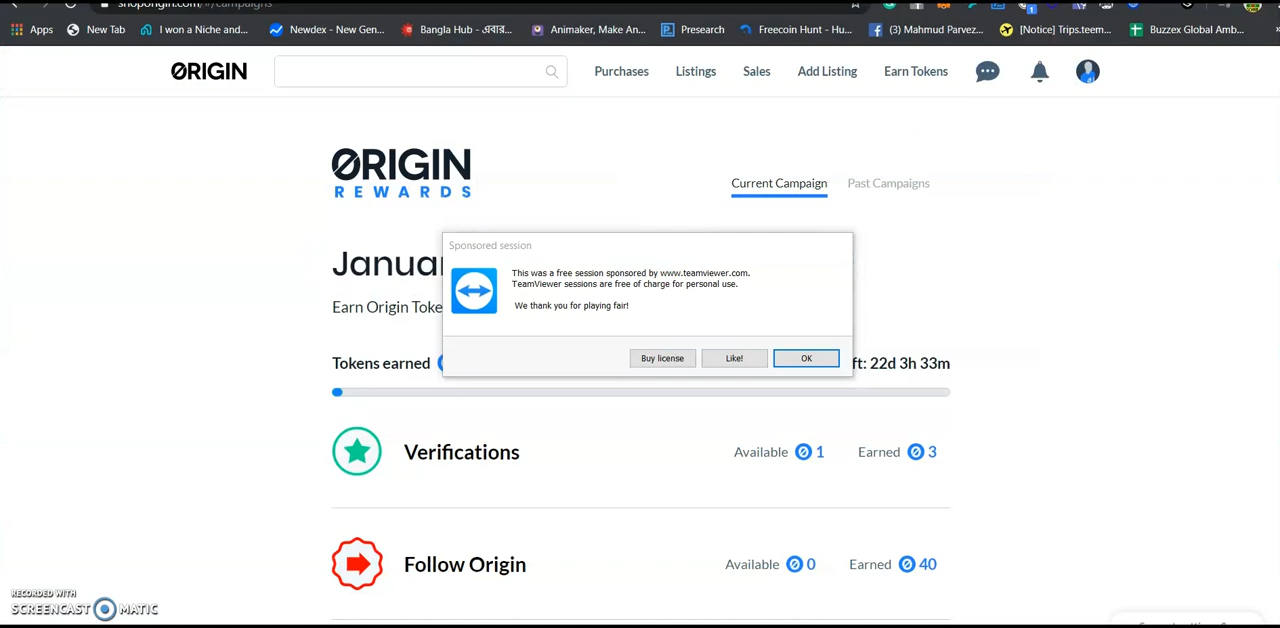 shoporigin.com/#/campaigns
Apps New Tab I won a Niche and... Newdex - New Gen... Bangla Hub - এবার... Animaker, Make An... Presearch Freecoin Hunt - Hu... (3) Mahmud Parvez... [Notice] Trips.teem... Buzzex Global Amb...
ORIGIN Purchases Listings Sales Add Listing Earn Tokens
ORIGIN
REWARDS
Current Campaign Past Campaigns
Sponsored session
This was a free session sponsored by www.teamviewer.com.
TeamViewer sessions are free of charge for personal use.
We thank you for playing fair!
Buy license Like! OK
Januar
Earn Origin Toke
Tokens earned ft: 22d 3h 33m
Verifications Available 1 Earned 3
Follow Origin Available 0 Earned 40
RECORDED WITH
SCREENCAST MATIC